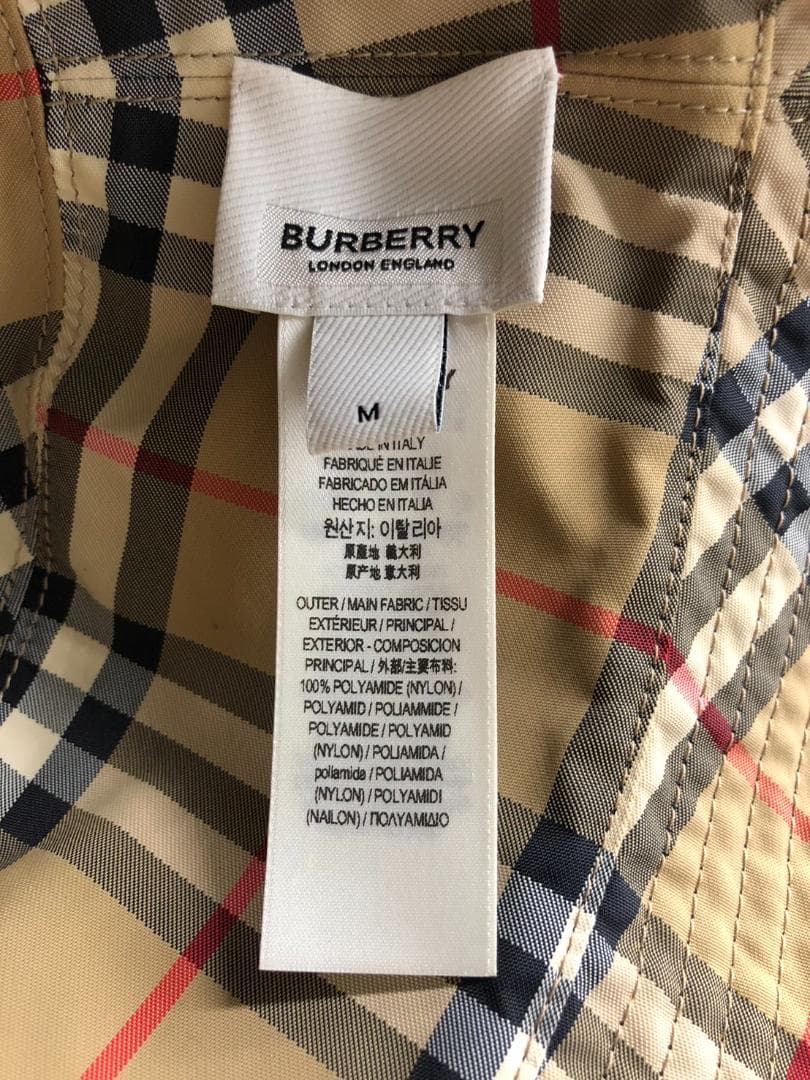 BURBERRY
LONDON ENGLAND
M
IN ITALY
FABRIQUÉ EN ITALIE
FABRICADO EM ITÁLIA
HECHO EN ITALIA
원산지: 이탈리아
原產地 義大利
原产地 意大利
OUTER / MAIN FABRIC / TISSU
EXTÉRIEUR / PRINCIPAL /
EXTERIOR - COMPOSICION
PRINCIPAL / 外部/主要布料:
100% POLYAMIDE (NYLON) /
POLYAMID / POLIAMMIDE /
POLYAMIDE / POLYAMID
(NYLON) / POLIAMIDA /
poliamida / POLIAMIDA
(NYLON) / POLYAMIDI
(NAILON) / ΠΟΛΥΑΜΙΔΙΟ